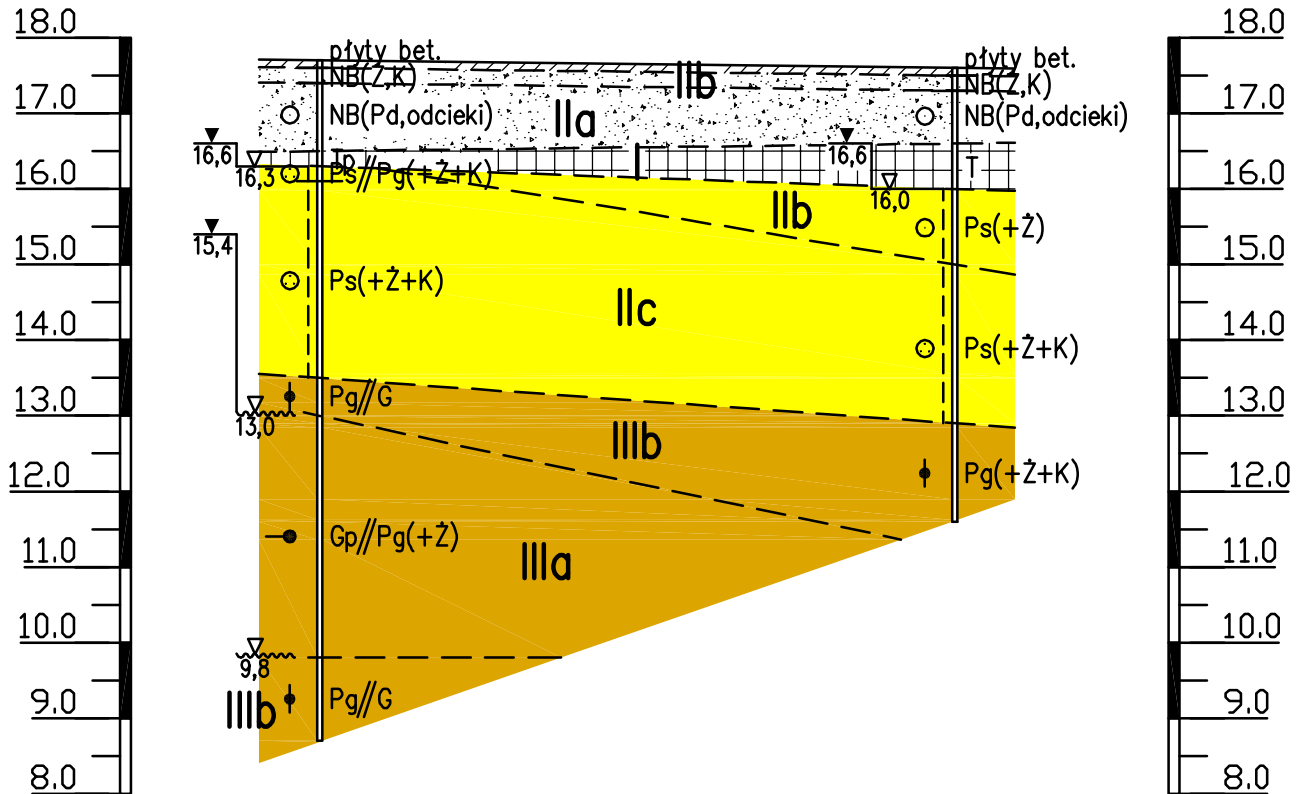 18.0
18.0
płyty bet.
płyty bet.
NB(Ż,K)
IIb
NB(Ż,K)
17.0
17.0
NB(Pd,odcieki)
IIa
NB(Pd,odcieki)
16,6
Tp
I
16,6
T
16,3
Ps//Pg(+Ż+K)
16.0
16.0
16,0
IIb
Ps(+Ż)
15,4
15.0
15.0
Ps(+Ż+K)
IIc
14.0
14.0
Ps(+Ż+K)
Pg//G
13.0
13.0
13,0
IIIb
12.0
12.0
Pg(+Ż+K)
Gp//Pg(+Ż)
IIIa
11.0
11.0
10.0
10.0
9,8
9.0
IIIb
Pg//G
9.0
8.0
8.0